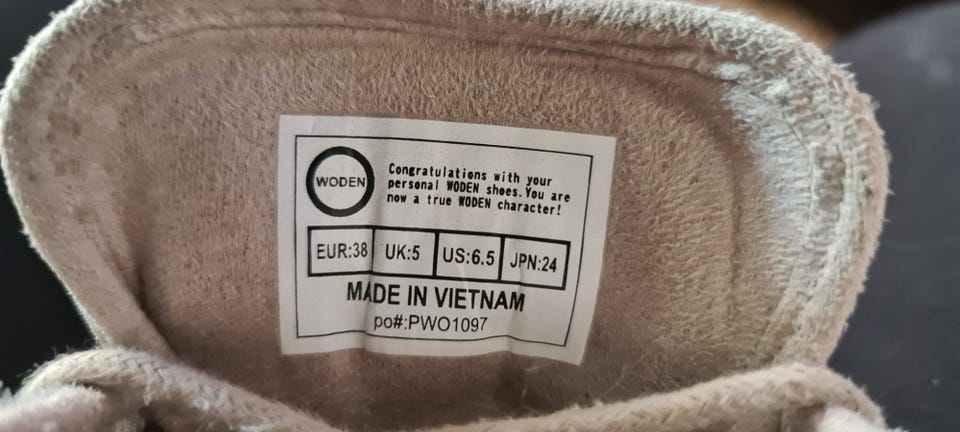 WODEN
Congratulations with your
personal WODEN shoes. You are
now a true WODEN character!
EUR:38 UK:5 US:6.5 JPN:24
MADE IN VIETNAM
po#:PWO1097